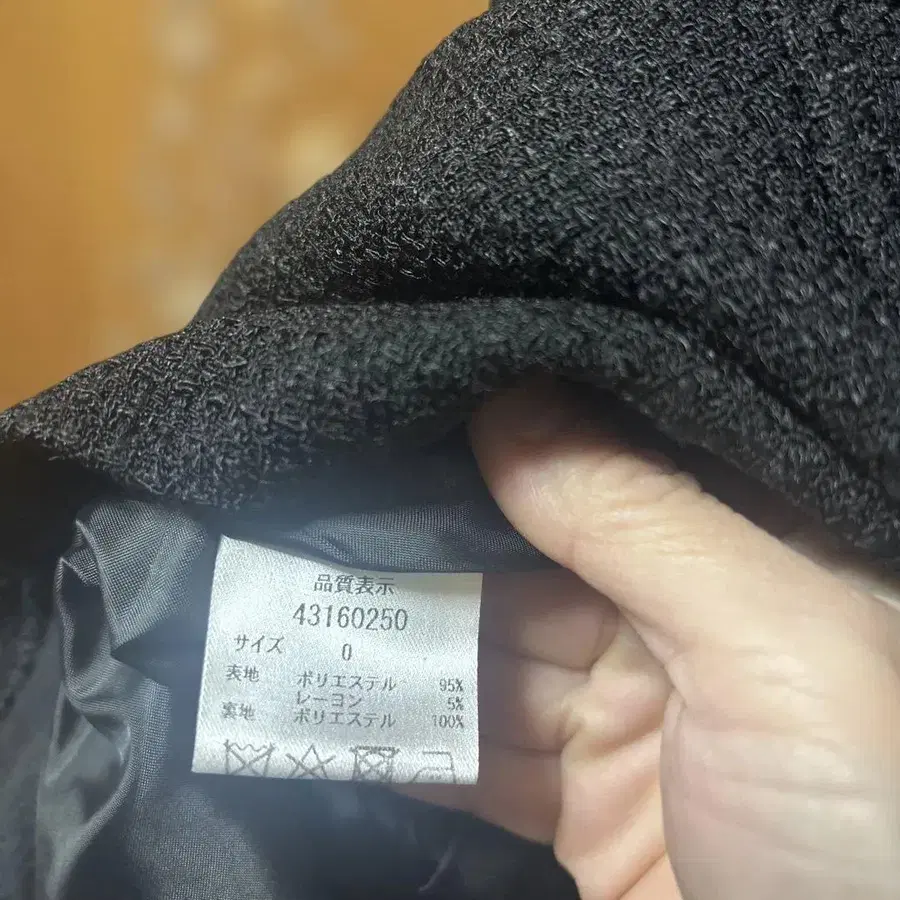 品質表示
43160250
サイズ 0
表地 ポリエステル 95%
レーヨン 5%
裏地 ポリエステル 100%